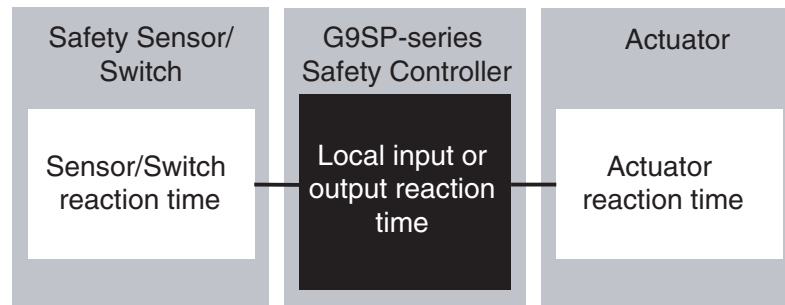 Safety Sensor/
Switch
Sensor/Switch
reaction time
G9SP-series
Safety Controller
Local input or
output reaction
time
Actuator
Actuator
reaction time